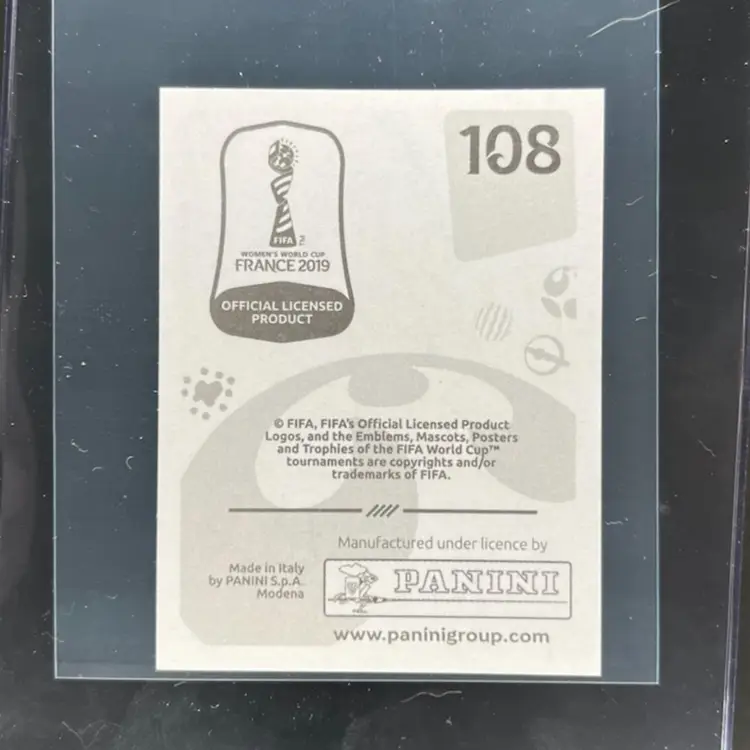 108
FIFA
TM
WOMEN'S WORLD CUP
FRANCE 2019
OFFICIAL LICENSED
PRODUCT
© FIFA, FIFA's Official Licensed Product
Logos, and the Emblems, Mascots, Posters
and Trophies of the FIFA World Cup™
tournaments are copyrights and/or
trademarks of FIFA.
Manufactured under licence by
Made in Italy
by PANINI S.p.A.
Modena
PANINI
www.paninigroup.com